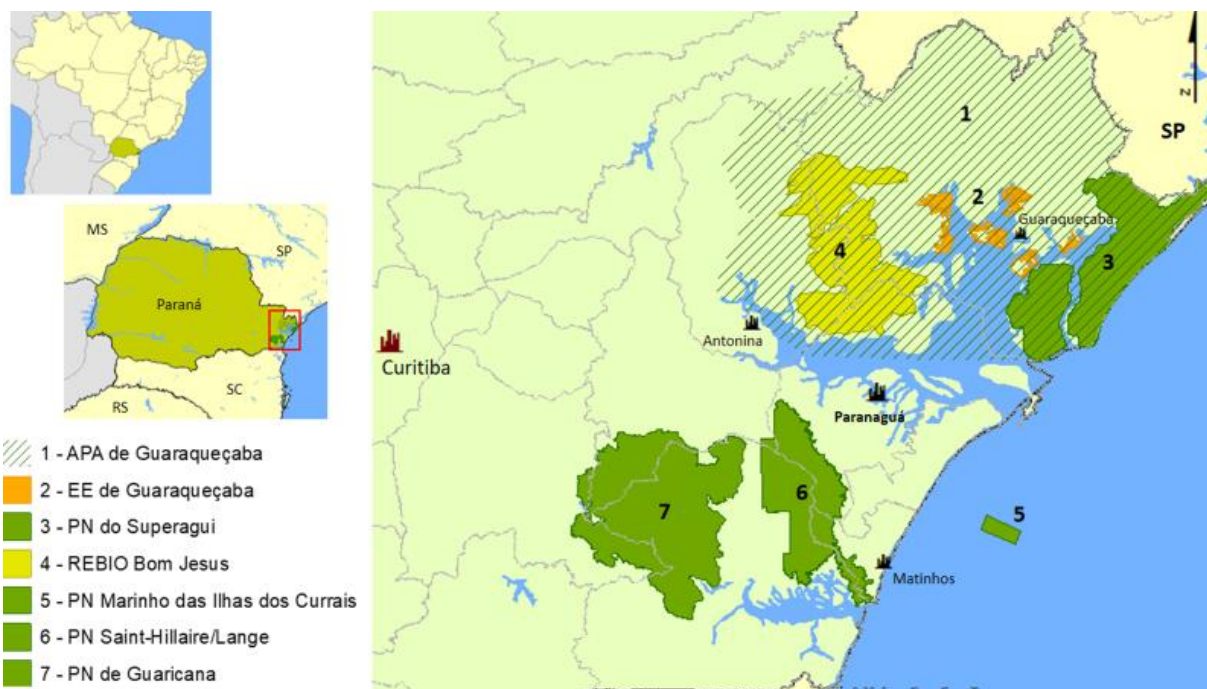 MS
SP
Paraná
SC
RS
1 - APA de Guaraqueçaba
2 - EE de Guaraqueçaba
3 - PN do Superagui
4 - REBIO Bom Jesus
5 - PN Marinho das Ilhas dos Currais
6 - PN Saint-Hillaire/Lange
7 - PN de Guaricana
N
1
SP
2
Guaraqueçaba
4
3
Antonina
Curitiba
Paranaguá
6
7
5
Matinhos